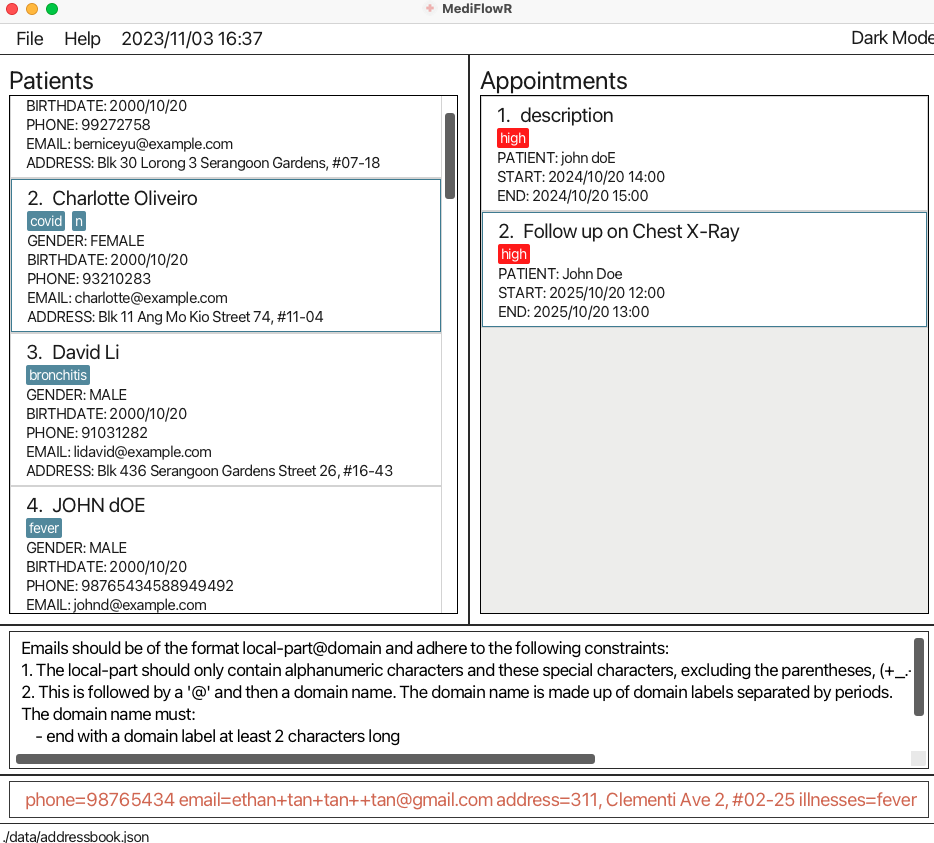 MediFlowR
File Help 2023/11/03 16:37 Dark Mode
Patients
BIRTHDATE: 2000/10/20
PHONE: 99272758
EMAIL: berniceyu@example.com
ADDRESS: Blk 30 Lorong 3 Serangoon Gardens, #07-18
2. Charlotte Oliveiro
covid n
GENDER: FEMALE
BIRTHDATE: 2000/10/20
PHONE: 93210283
EMAIL: charlotte@example.com
ADDRESS: Blk 11 Ang Mo Kio Street 74, #11-04
3. David Li
bronchitis
GENDER: MALE
BIRTHDATE: 2000/10/20
PHONE: 91031282
EMAIL: lidavid@example.com
ADDRESS: Blk 436 Serangoon Gardens Street 26, #16-43
4. JOHN dOE
fever
GENDER: MALE
BIRTHDATE: 2000/10/20
PHONE: 98765434588949492
EMAIL: johnd@example.com
Appointments
1. description
high
PATIENT: john doE
START: 2024/10/20 14:00
END: 2024/10/20 15:00
2. Follow up on Chest X-Ray
high
PATIENT: John Doe
START: 2025/10/20 12:00
END: 2025/10/20 13:00
Emails should be of the format local-part@domain and adhere to the following constraints:
1. The local-part should only contain alphanumeric characters and these special characters, excluding the parentheses, (+_.-
2. This is followed by a '@' and then a domain name. The domain name is made up of domain labels separated by periods.
The domain name must:
- end with a domain label at least 2 characters long
phone=98765434 email=ethan+tan+tan++tan@gmail.com address=311, Clementi Ave 2, #02-25 illnesses=fever
./data/addressbook.json